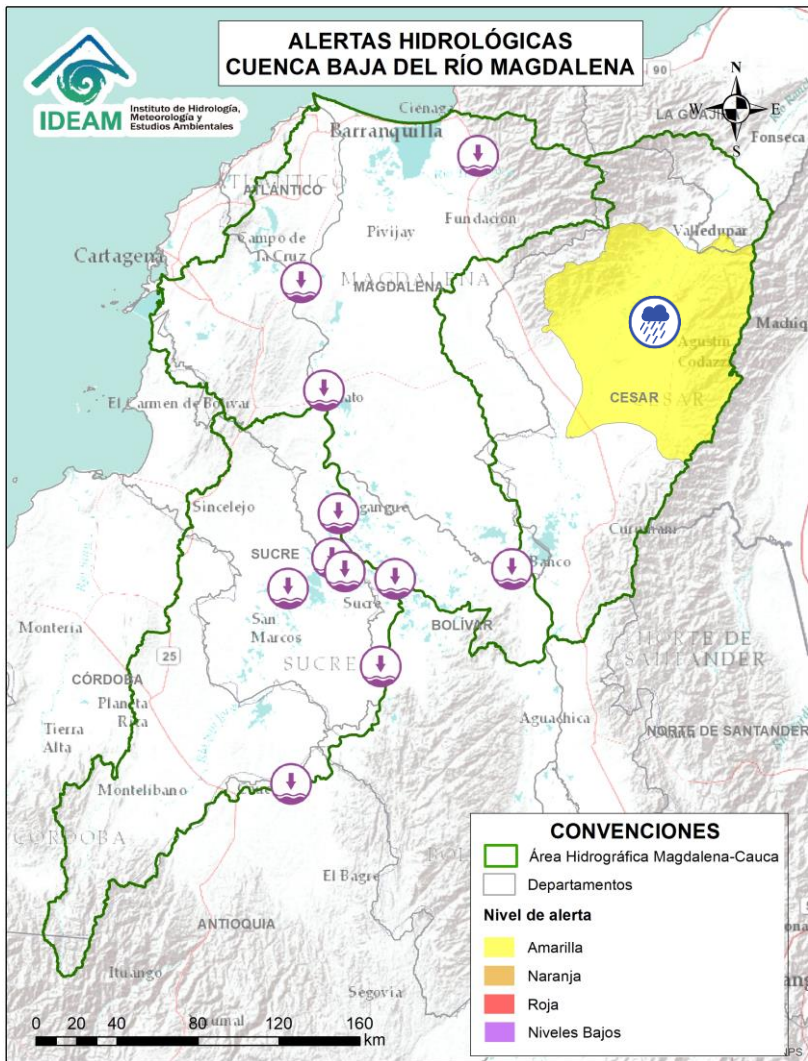 ALERTAS HIDROLÓGICAS
CUENCA BAJA DEL RÍO MAGDALENA
IDEAM
Instituto de Hidrología,
Meteorología y
Estudios Ambientales
N
W
E
S
90
LA GUAJIRA
Fonseca
Ciénaga
Barranquilla
ATLÁNTICO
ATLÁNTICO
Fundación
Pivijay
Valledupar
Campo de
la Cruz
Cartagena
MAGDALENA
MAGDALENA
Agustín
Codazzi
CESAR
El Carmen de Bolívar
Sincelejo
SUCRE
Curumaní
Banco
Sucre
San
Marcos
BOLÍVAR
Montería
25
SUCRE
NORTE DE
SANTANDER
CÓRDOBA
Planeta
Rica
Tierra
Alta
Aguachica
NORTE DE SANTANDER
Montelibano
CÓRDOBA
El Bagre
ANTIOQUIA
Ituango
Segovia
CONVENCIONES
Área Hidrográfica Magdalena-Cauca
Departamentos
Nivel de alerta
Amarilla
Naranja
Roja
Niveles Bajos
0 20 40 80 120 160
km